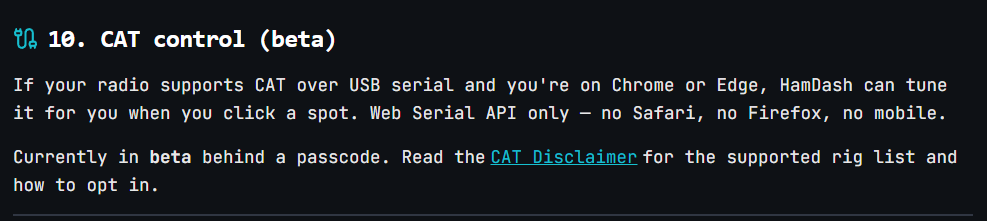 10. CAT control (beta)
If your radio supports CAT over USB serial and you're on Chrome or Edge, HamDash can tune
it for you when you click a spot. Web Serial API only — no Safari, no Firefox, no mobile.
Currently in beta behind a passcode. Read the CAT Disclaimer for the supported rig list and
how to opt in.